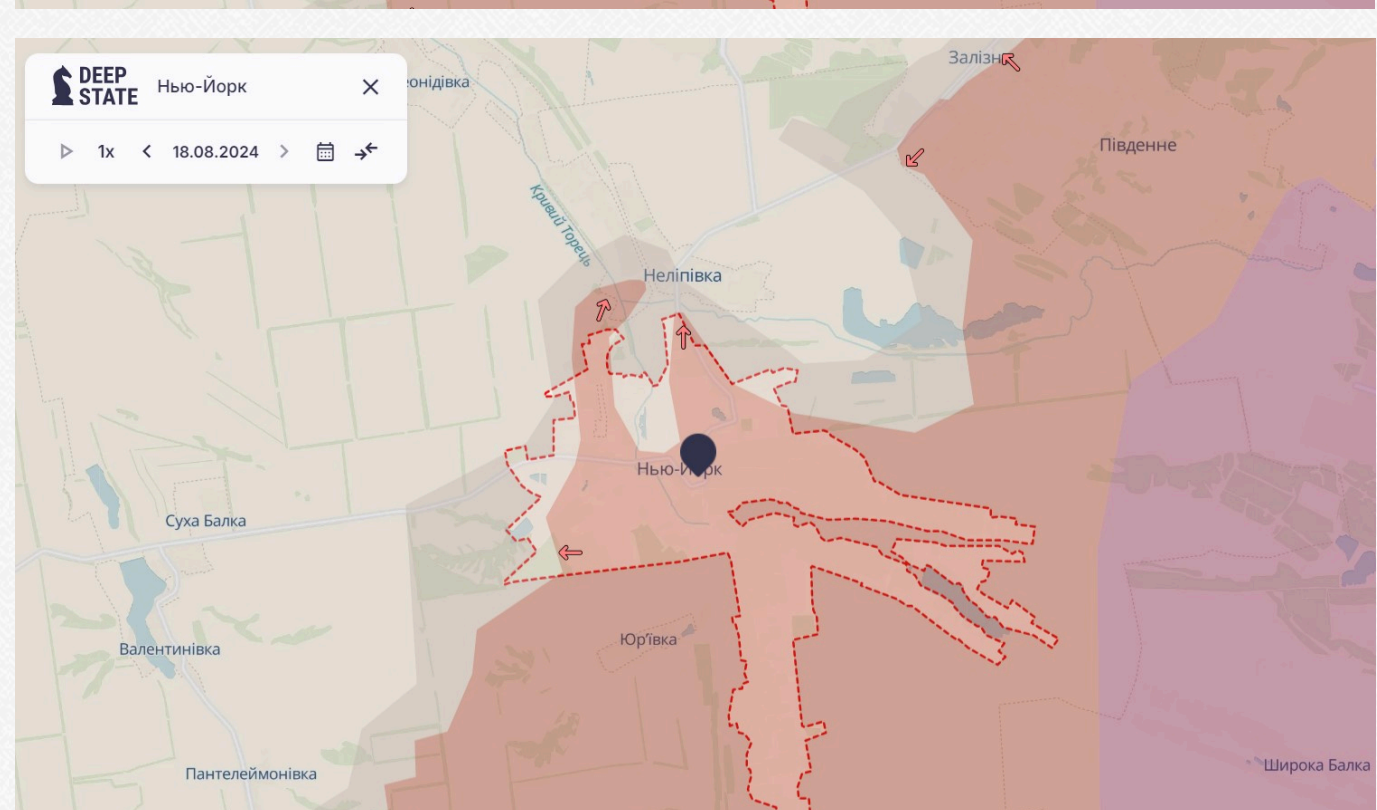 DEEP
STATE
Нью-Йорк
1x
18.08.2024
Залізн
онідівка
Південне
Кривий Торець
Неліпівка
Нью-Йорк
Суха Балка
Юр'ївка
Валентинівка
Широка Балка
Пантелеймонівка